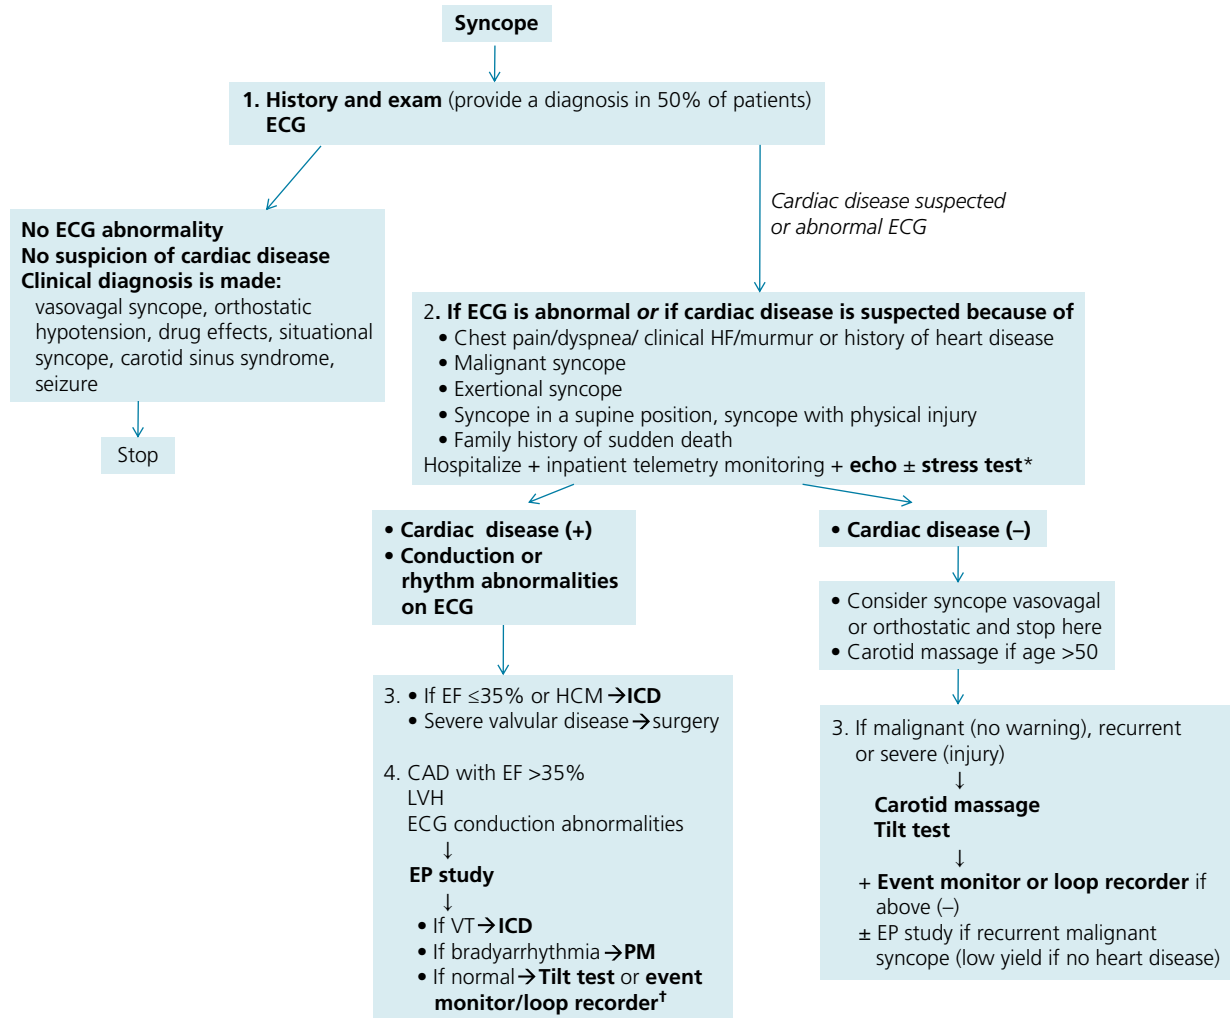 Syncope
1. History and exam (provide a diagnosis in 50% of patients)
ECG
No ECG abnormality
No suspicion of cardiac disease
Clinical diagnosis is made:
vasovagal syncope, orthostatic
hypotension, drug effects, situational
syncope, carotid sinus syndrome,
seizure
Stop
Cardiac disease suspected
or abnormal ECG
2. If ECG is abnormal or if cardiac disease is suspected because of
• Chest pain/dyspnea/ clinical HF/murmur or history of heart disease
• Malignant syncope
• Exertional syncope
• Syncope in a supine position, syncope with physical injury
• Family history of sudden death
Hospitalize + inpatient telemetry monitoring + echo ± stress test*
• Cardiac disease (+)
• Conduction or
rhythm abnormalities
on ECG
3. • If EF ≤35% or HCM → ICD
• Severe valvular disease → surgery
4. CAD with EF >35%
LVH
ECG conduction abnormalities
↓
EP study
↓
• If VT → ICD
• If bradyarrhythmia → PM
• If normal → Tilt test or event
monitor/loop recorder†
• Cardiac disease (–)
• Consider syncope vasovagal
or orthostatic and stop here
• Carotid massage if age >50
3. If malignant (no warning), recurrent
or severe (injury)
↓
Carotid massage
Tilt test
↓
+ Event monitor or loop recorder if
above (–)
± EP study if recurrent malignant
syncope (low yield if no heart disease)